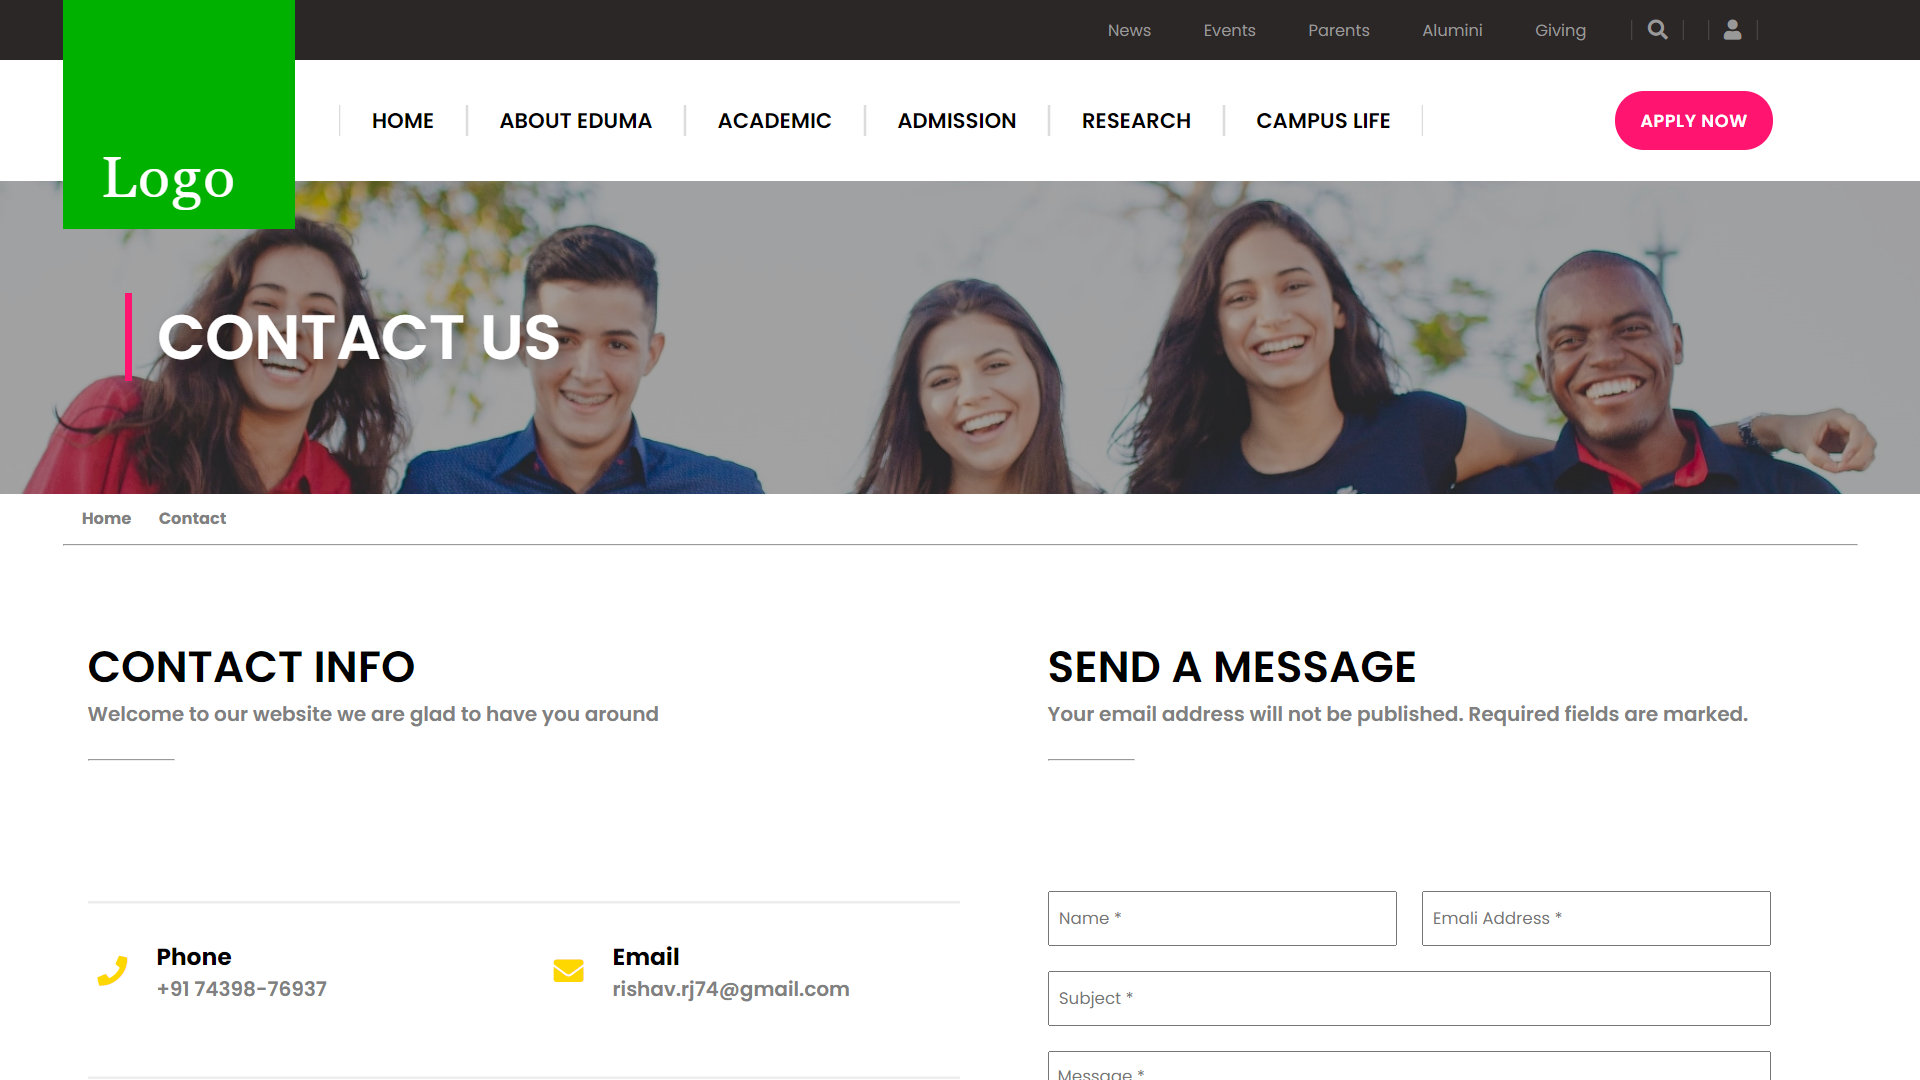 News Events Parents Alumini Giving
Logo
HOME ABOUT EDUMA ACADEMIC ADMISSION RESEARCH CAMPUS LIFE APPLY NOW
CONTACT US
Home Contact
CONTACT INFO
Welcome to our website we are glad to have you around
SEND A MESSAGE
Your email address will not be published. Required fields are marked.
Phone
+91 74398-76937
Email
rishav.rj74@gmail.com
Name *
Emali Address *
Subject *
Message *